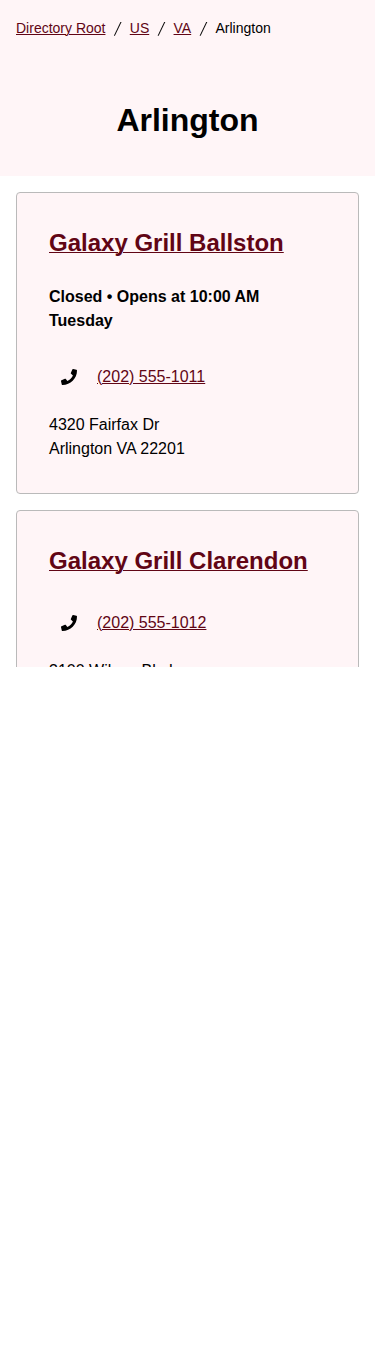 Directory Root / US / VA / Arlington
Arlington
Galaxy Grill Ballston
Closed • Opens at 10:00 AM
Tuesday
(202) 555-1011
4320 Fairfax Dr
Arlington VA 22201
Galaxy Grill Clarendon
(202) 555-1012